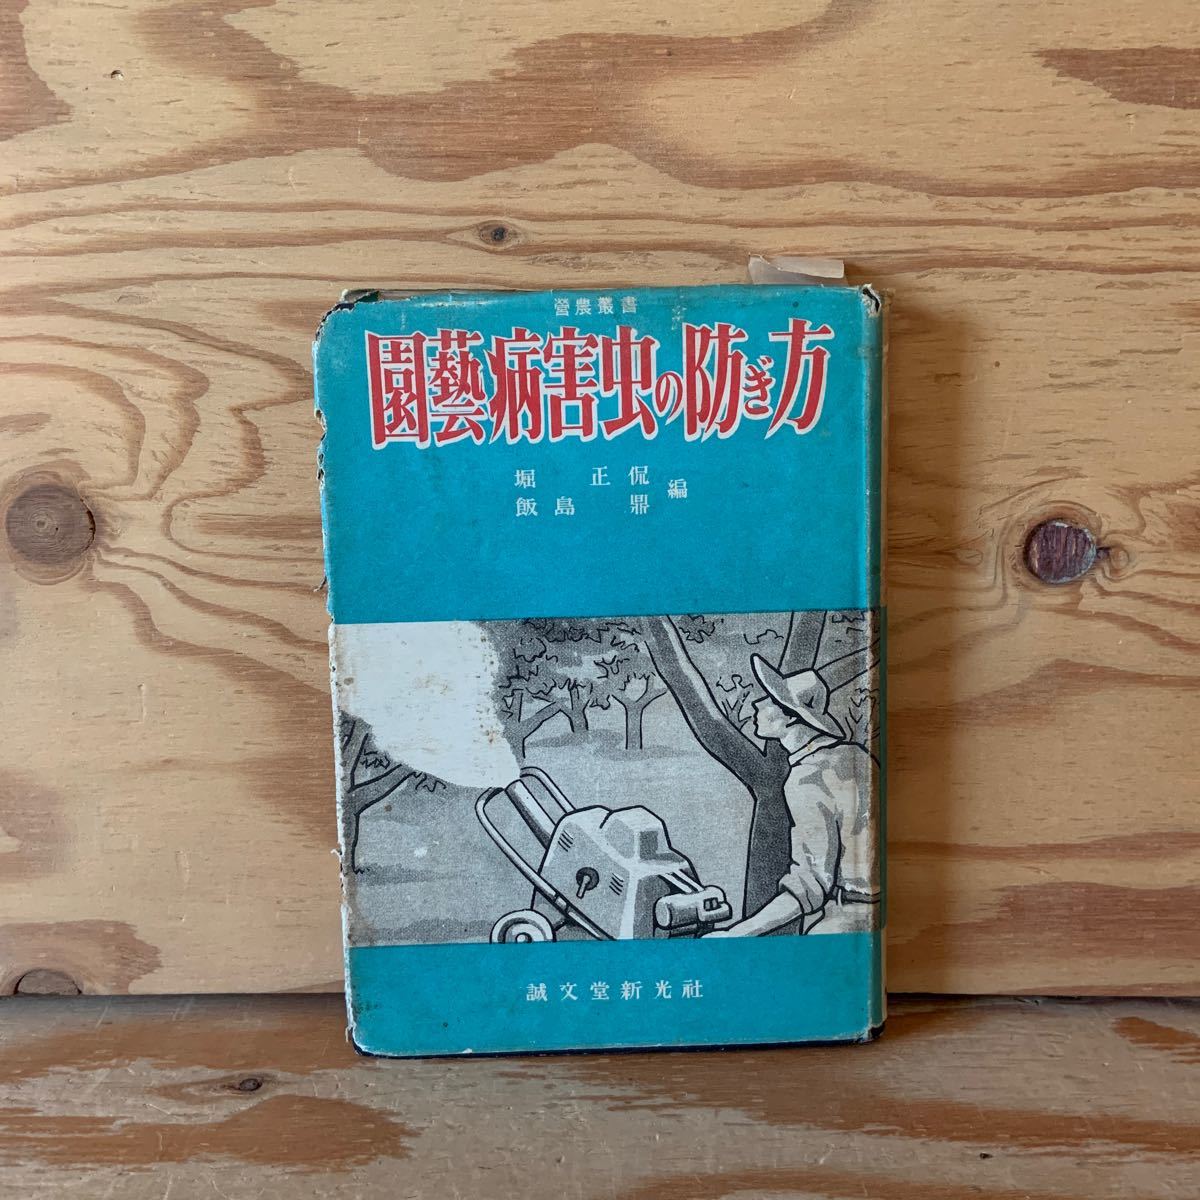 營農叢書
園藝病害虫の防ぎ方
堀 正侃
飯島 鼎 編
誠文堂新光社